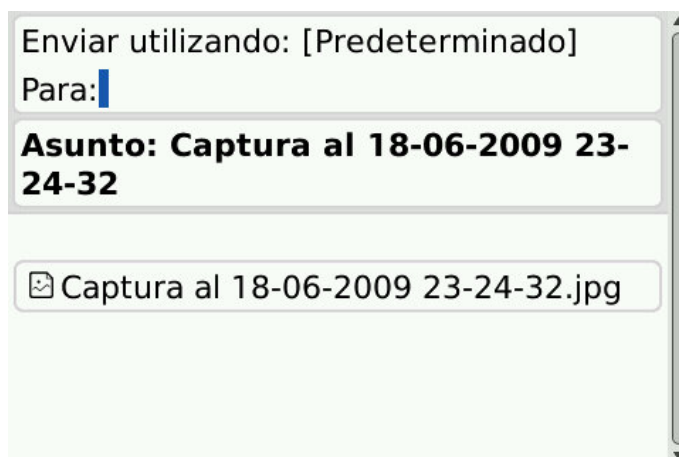 Enviar utilizando: [Predeterminado]
Para:
Asunto: Captura al 18-06-2009 23-
24-32
Captura al 18-06-2009 23-24-32.jpg